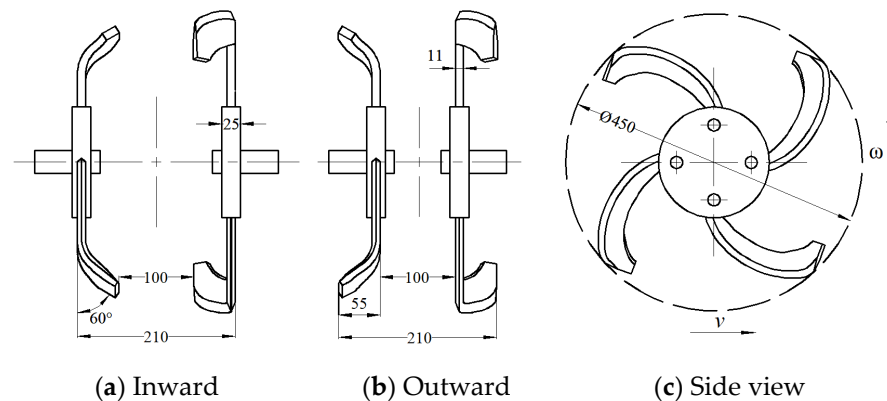 11
25
Ø450
ω
100
100
55
60°
210
210
v
(a) Inward
(b) Outward
(c) Side view